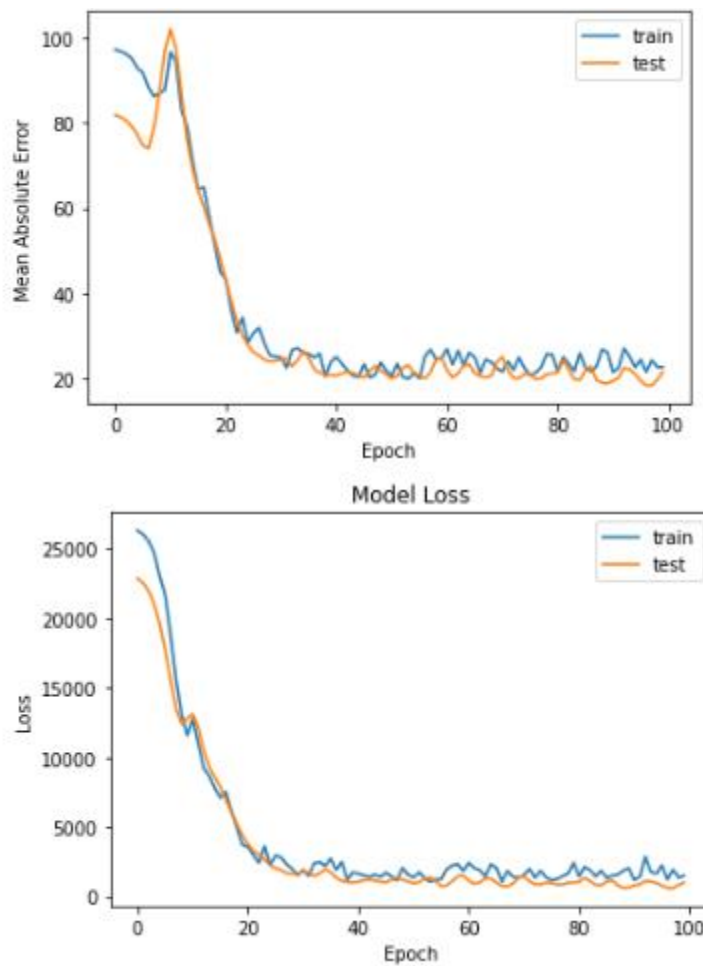 100
80
60
40
20
Mean Absolute Error
train
test
0 20 40 60 80 100
Epoch
Model Loss
25000
20000
15000
10000
5000
0
Loss
train
test
0 20 40 60 80 100
Epoch